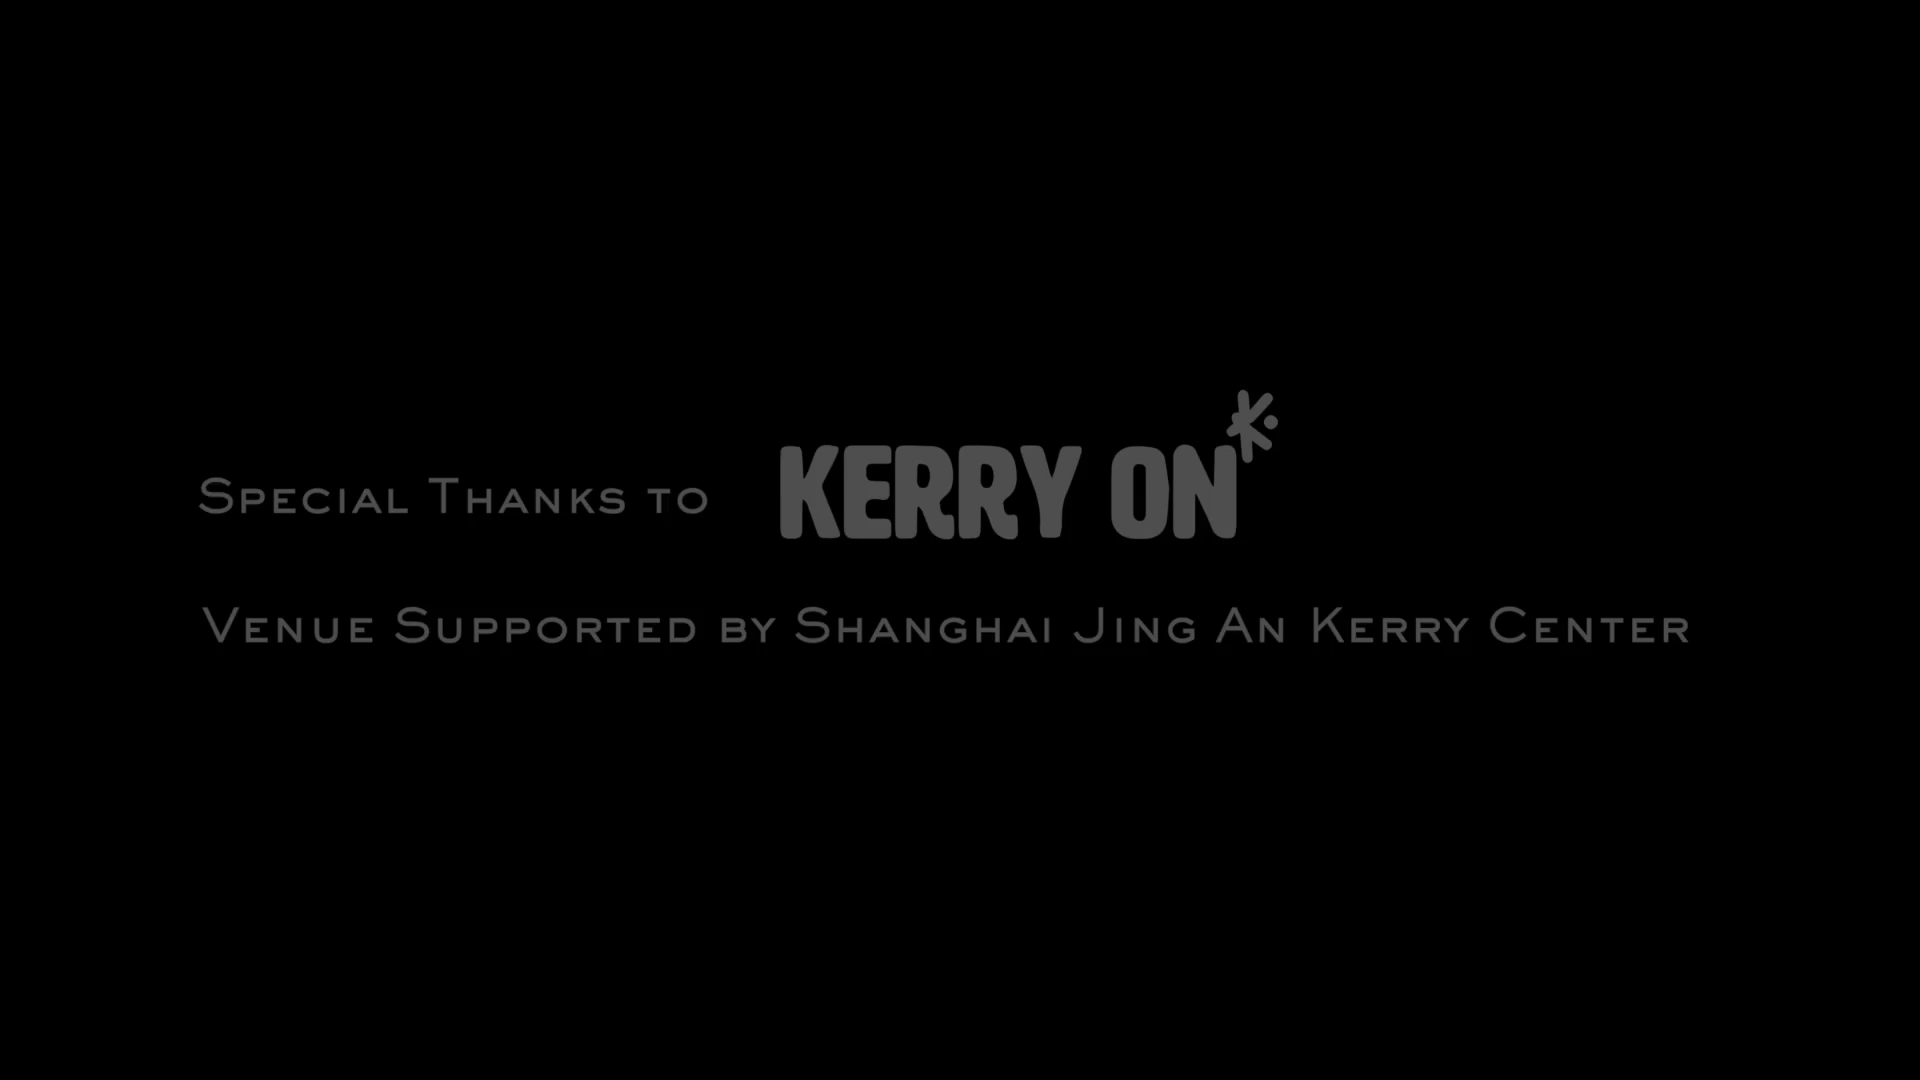 Special Thanks to KERRY ON K.
Venue Supported by Shanghai Jing An Kerry Center